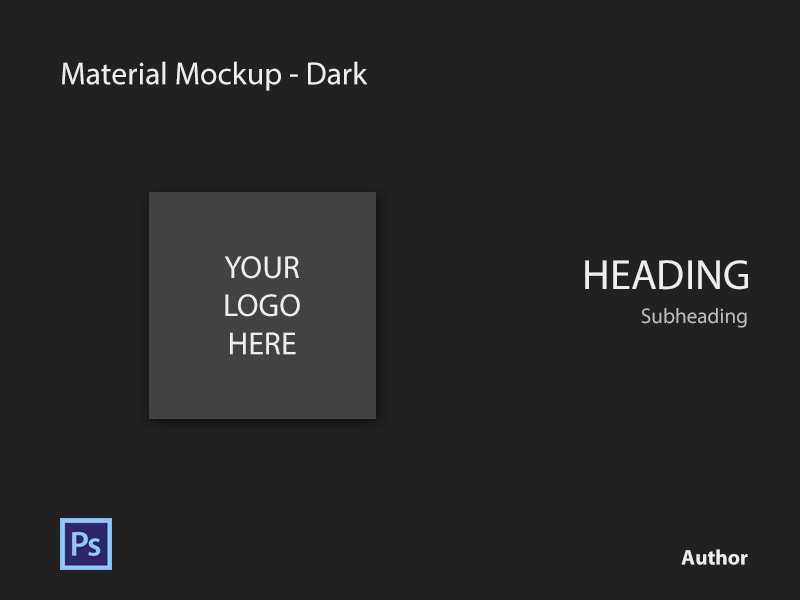 Material Mockup - Dark
YOUR
LOGO
HERE
HEADING
Subheading
Ps
Author